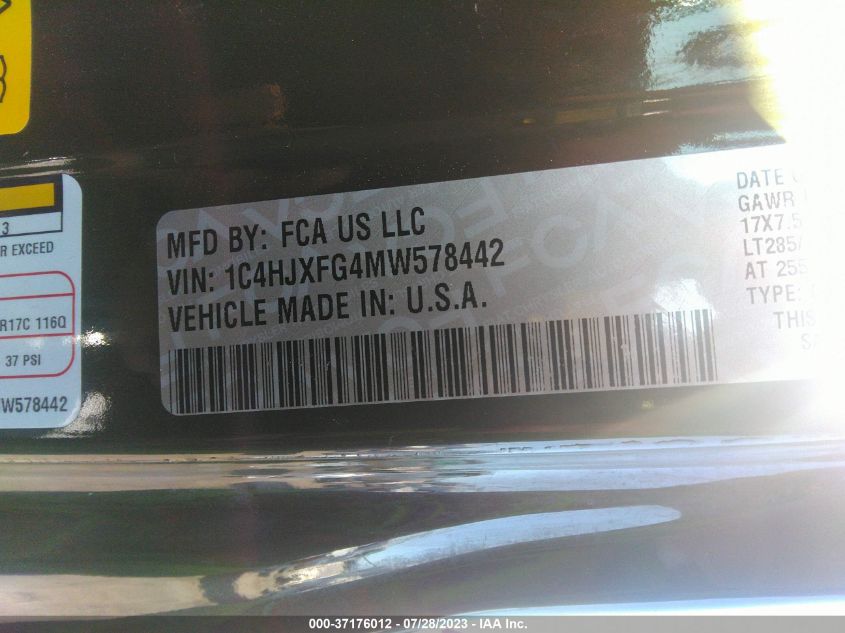 3
R EXCEED
R17C 116Q
37 PSI
W578442
MFD BY: FCA US LLC
VIN: 1C4HJXFG4MW578442
VEHICLE MADE IN: U.S.A.
DATE
GAWR
17X7.5
LT285/
AT 255
TYPE:
THIS
000-37176012 - 07/28/2023 - IAA Inc.